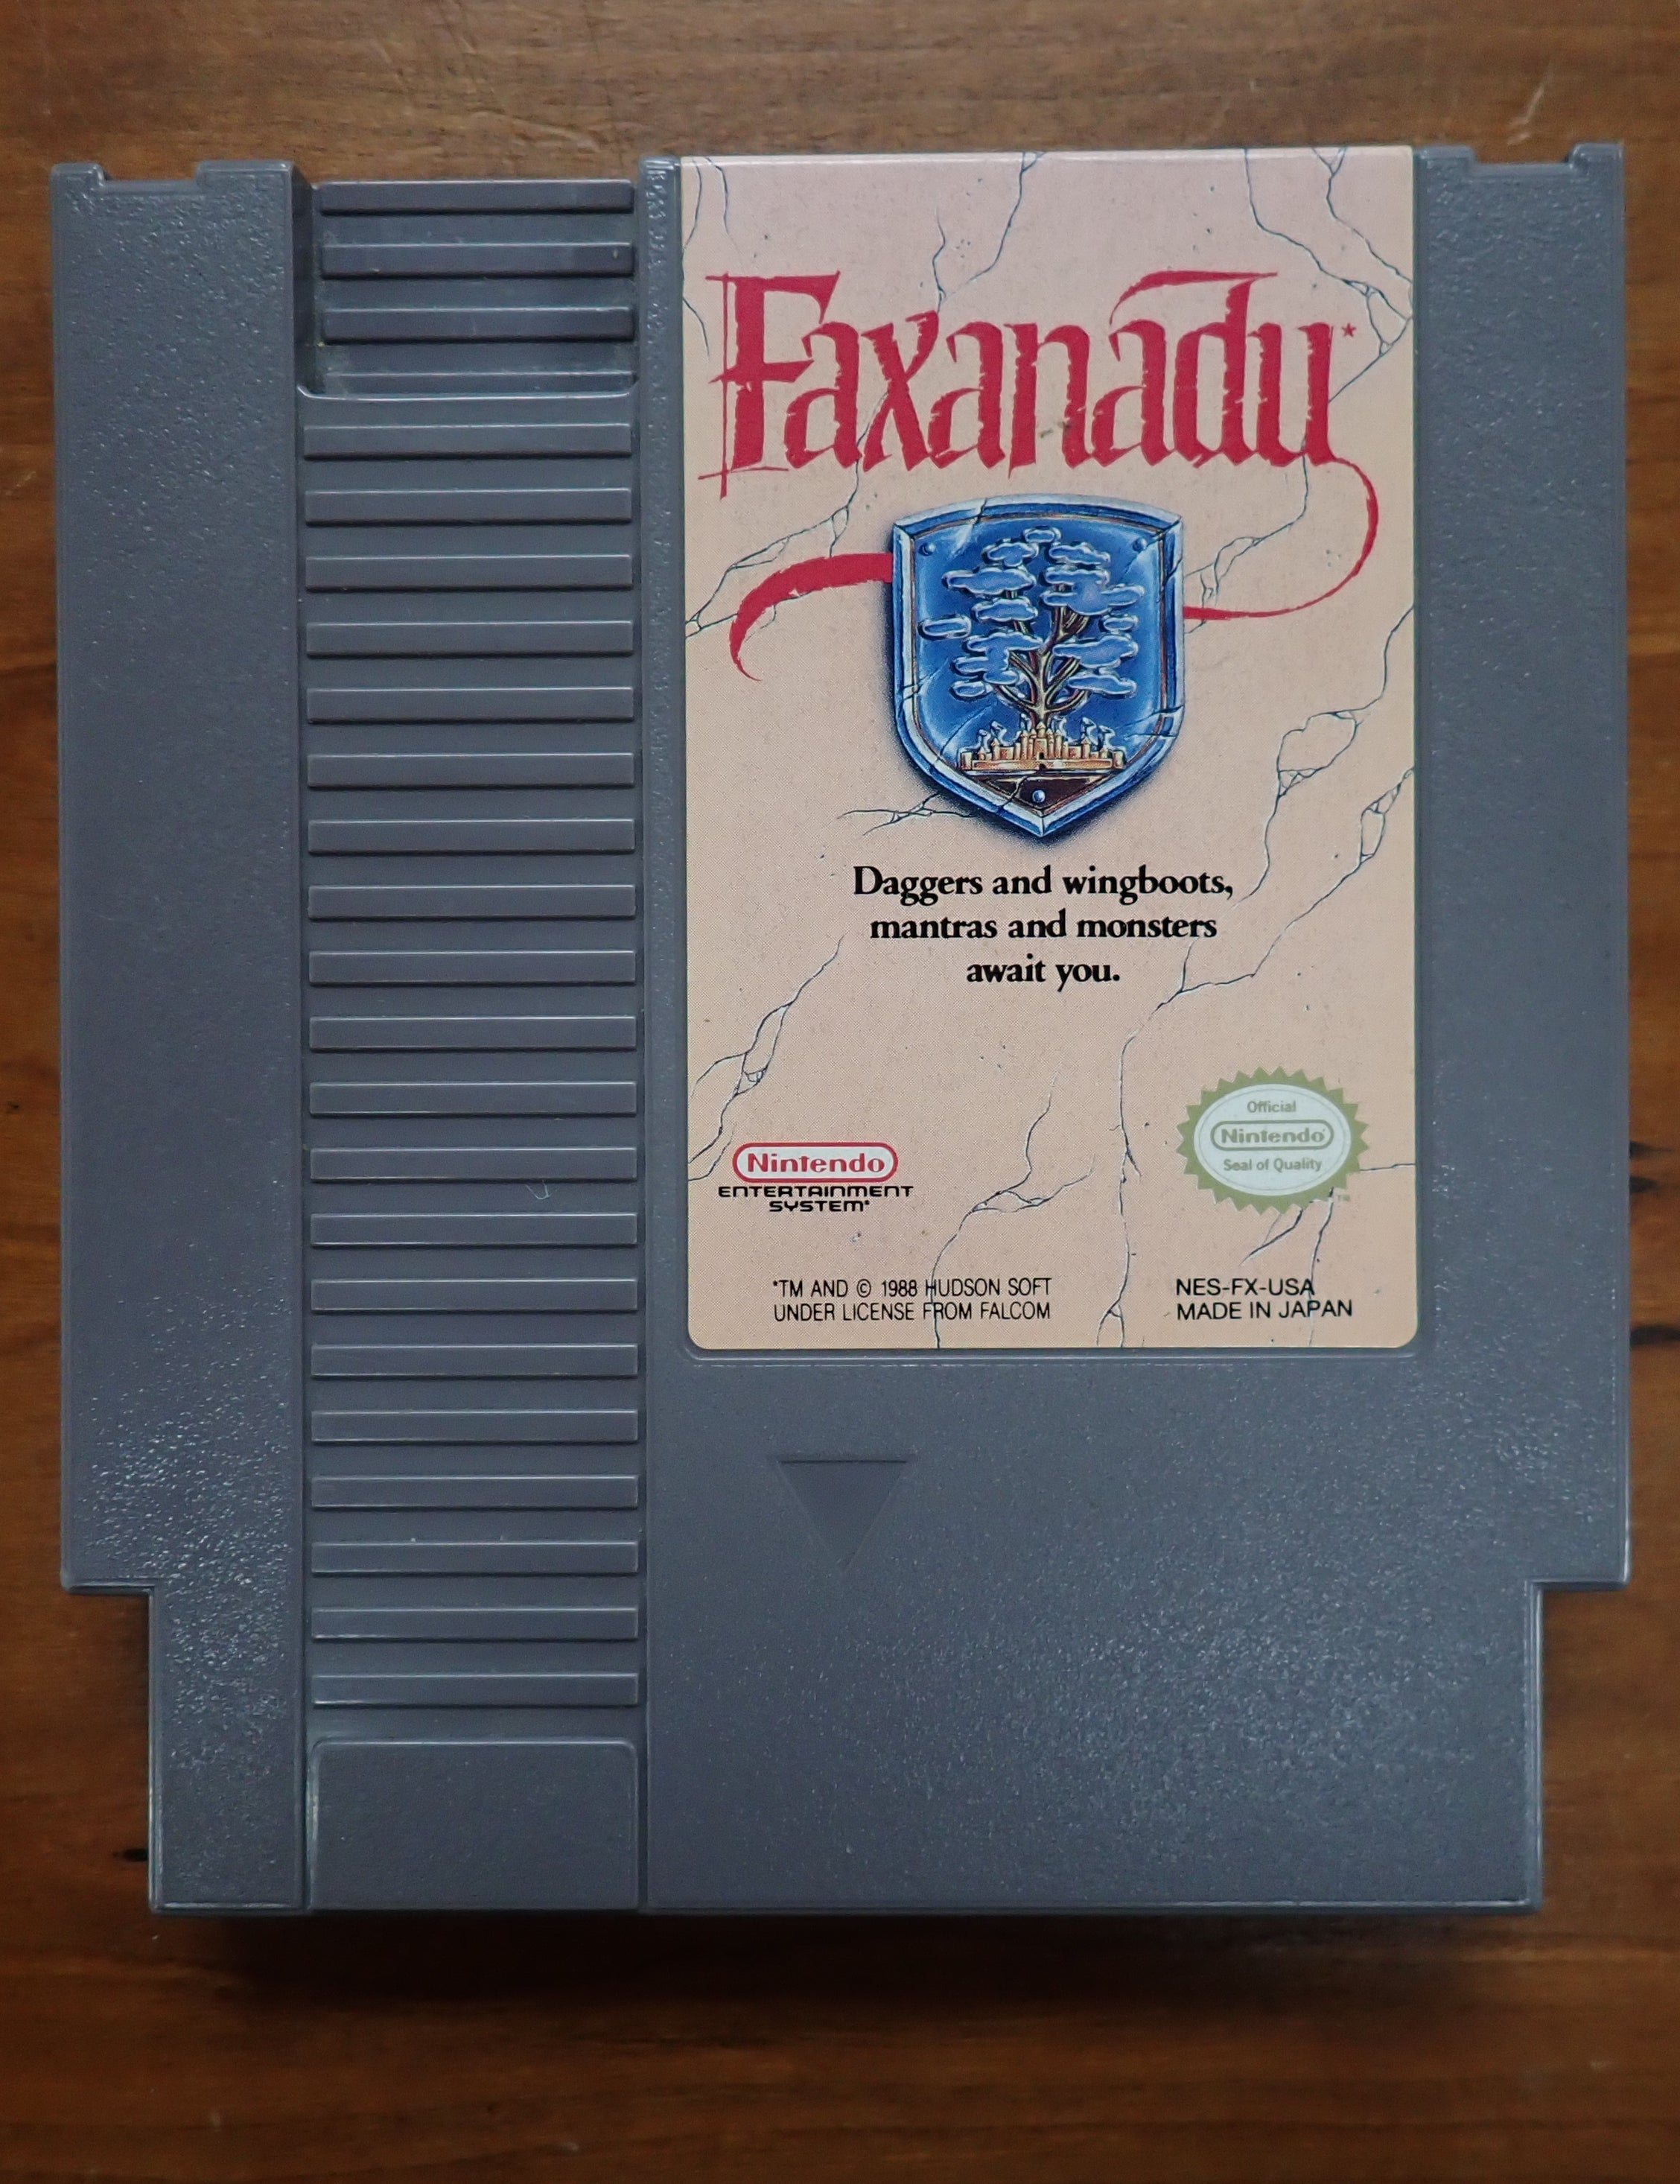 Faxanadu*
Daggers and wingboots,
mantras and monsters
await you.
Official
Nintendo®
Seal of Quality
TM
Nintendo
ENTERTAINMENT
SYSTEM®
*TM AND © 1988 HUDSON SOFT
UNDER LICENSE FROM FALCOM
NES-FX-USA
MADE IN JAPAN